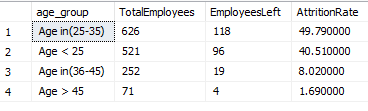 age_group TotalEmployees EmployeesLeft AttritionRate
1 Age in(25-35) 626 118 49.790000
2 Age < 25 521 96 40.510000
3 Age in(36-45) 252 19 8.020000
4 Age > 45 71 4 1.690000